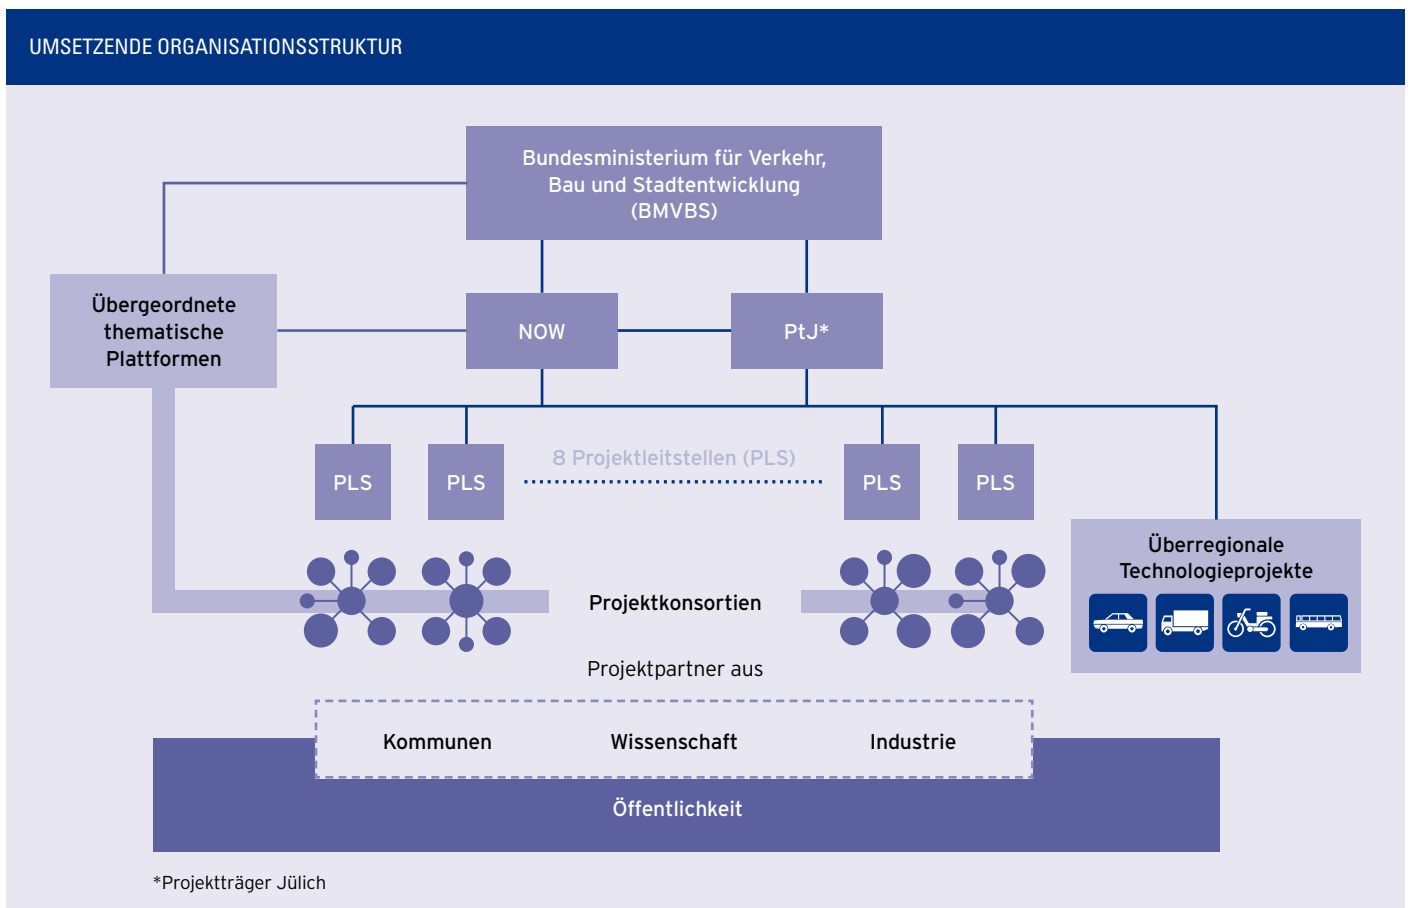 UMSETZENDE ORGANISATIONSSTRUKTUR
Bundesministerium für Verkehr,
Bau und Stadtentwicklung
(BMVBS)
Übergeordnete
thematische
Plattformen
NOW
PtJ*
8 Projektleitstellen (PLS)
PLS
PLS
PLS
PLS
Überregionale
Technologieprojekte
Projektkonsortien
Projektpartner aus
Kommunen
Wissenschaft
Industrie
Öffentlichkeit
*Projektträger Jülich